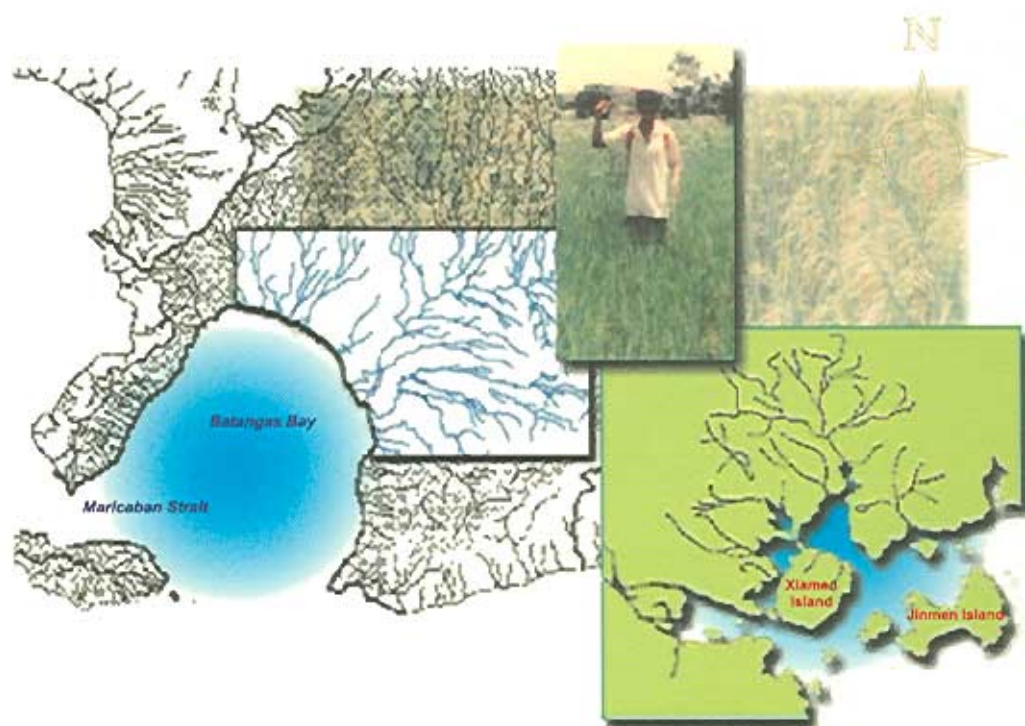 N
Batangas Bay
Maricaban Strait
Xiamen
Island
Jinmen Island